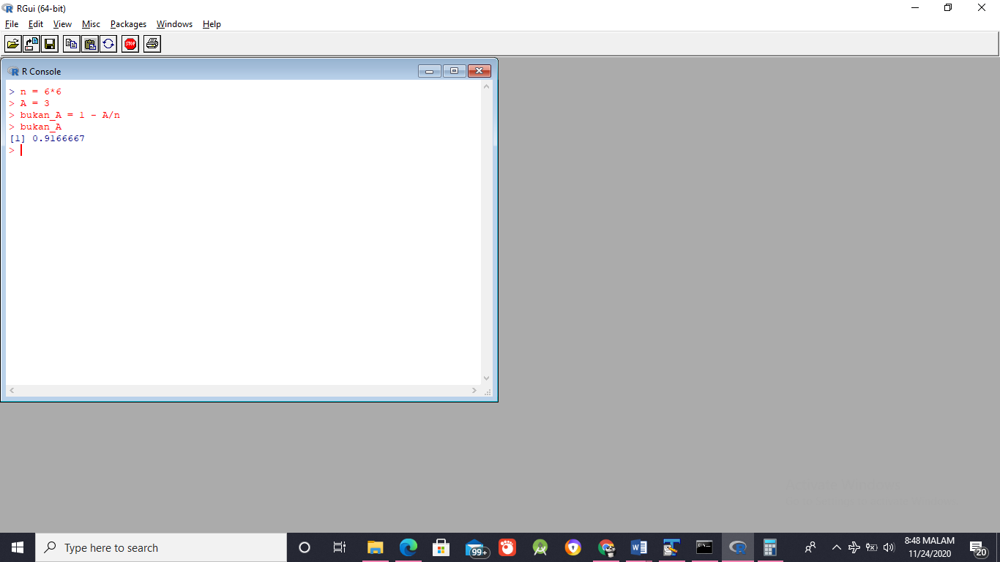 RGui (64-bit)
File Edit View Misc Packages Windows Help
STOP
R Console
> n = 6*6
> A = 3
> bukan_A = 1 - A/n
> bukan_A
[1] 0.9166667
>
Type here to search
99+
8:48 MALAM
11/24/2020
20